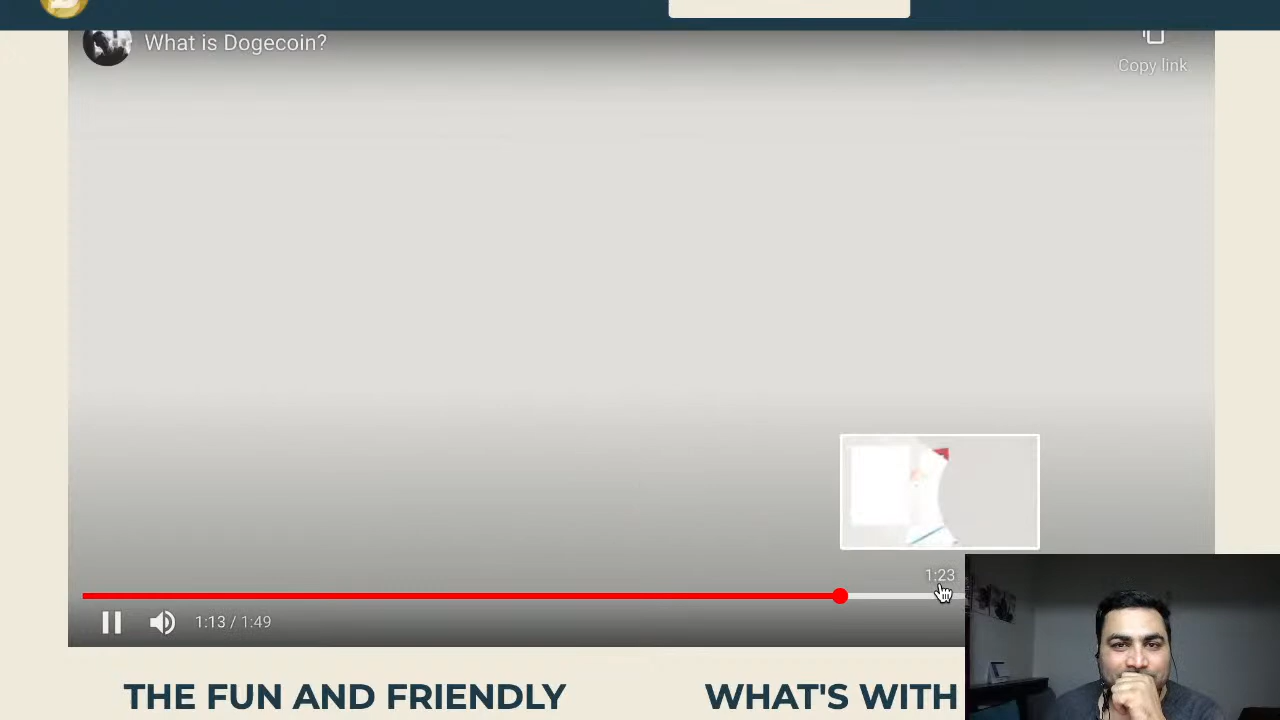 What is Dogecoin?
Copy link
1:23
1:13 / 1:49
THE FUN AND FRIENDLY
WHAT'S WITH